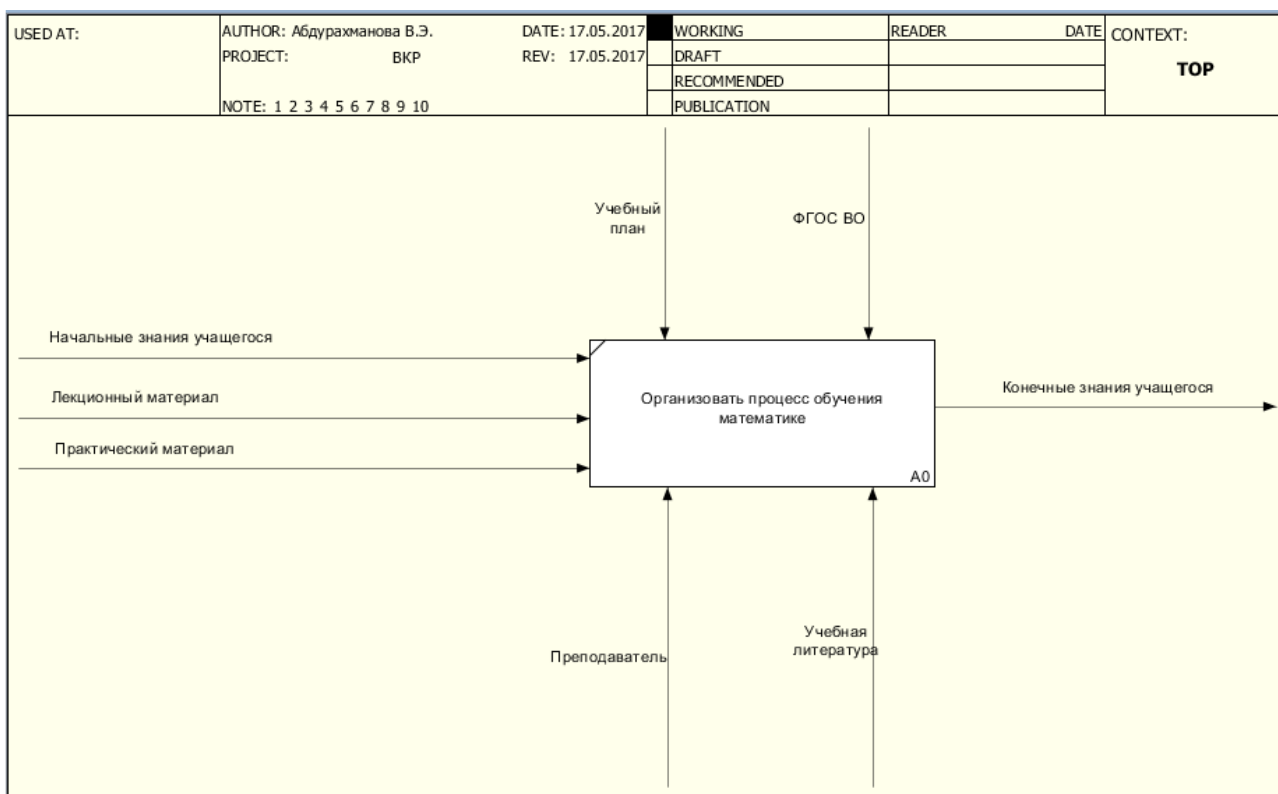 USED AT:
AUTHOR: Абдурахманова В.Э.
DATE: 17.05.2017
WORKING
READER
DATE
CONTEXT:
PROJECT:
ВКР
REV: 17.05.2017
DRAFT
TOP
RECOMMENDED
NOTE: 1 2 3 4 5 6 7 8 9 10
PUBLICATION
Учебный
план
ФГОС ВО
Начальные знания учащегося
Лекционный материал
Практический материал
Организовать процесс обучения
математике
A0
Конечные знания учащегося
Преподаватель
Учебная
литература